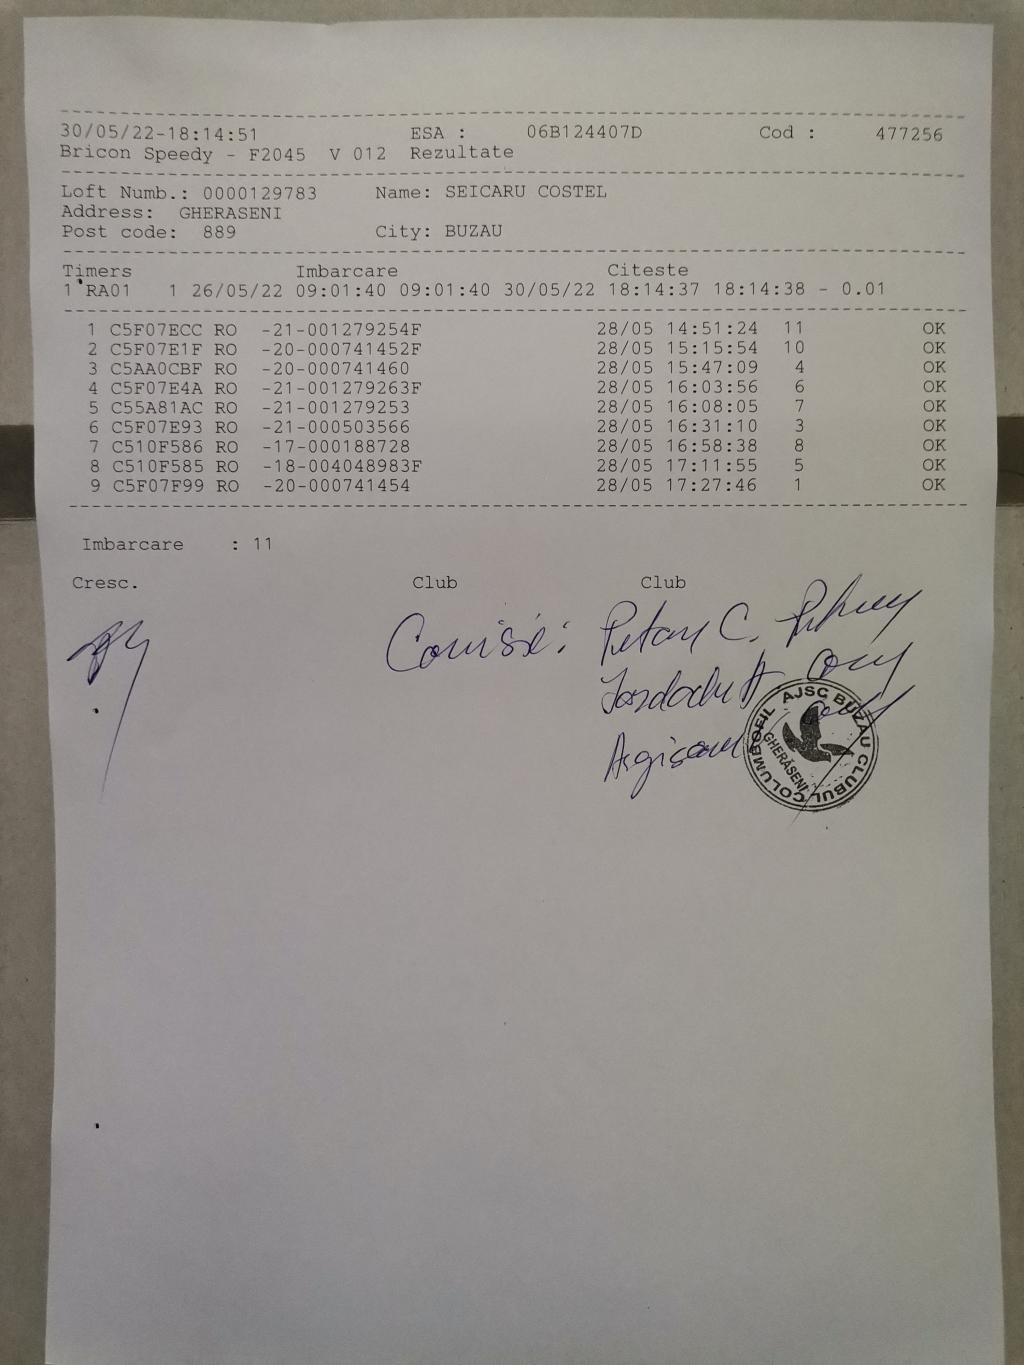 30/05/22-18:14:51 ESA : 06B124407D Cod : 477256
Bricon Speedy - F2045 V 012 Rezultate
Loft Numb.: 0000129783 Name: SEICARU COSTEL
Address: GHERASENI
Post code: 889 City: BUZAU
Timers Imbarcare Citeste
1 RA01 1 26/05/22 09:01:40 09:01:40 30/05/22 18:14:37 18:14:38 - 0.01
1 C5F07ECC RO -21-001279254F 28/05 14:51:24 11 OK
2 C5F07E1F RO -20-000741452F 28/05 15:15:54 10 OK
3 C5AA0CBF RO -20-000741460 28/05 15:47:09 4 OK
4 C5F07E4A RO -21-001279263F 28/05 16:03:56 6 OK
5 C55A81AC RO -21-001279253 28/05 16:08:05 7 OK
6 C5F07E93 RO -21-000503566 28/05 16:31:10 3 OK
7 C510F586 RO -17-000188728 28/05 16:58:38 8 OK
8 C510F585 RO -18-004048983F 28/05 17:11:55 5 OK
9 C5F07F99 RO -20-000741454 28/05 17:27:46 1 OK
Imbarcare : 11
Cresc. Club Club
C.
CLUBUL COLUMBOFIL AJSC BUZAU
GHERĂSENI